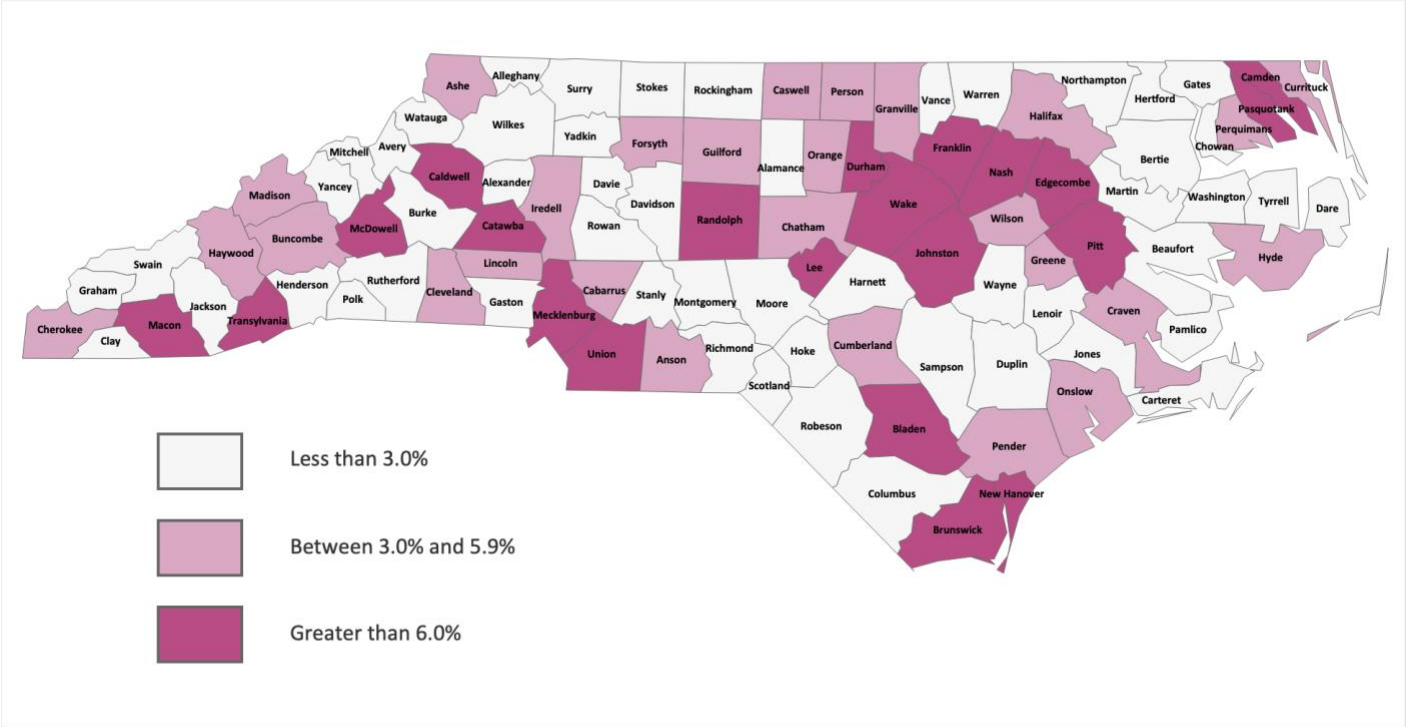 Alleghany
Ashe
Surry
Stokes
Rockingham
Caswell
Person
Granville
Vance
Warren
Northampton
Hertford
Gates
Camden
Currituck
Pasquotank
Perquimans
Chowan
Halifax
Watauga
Wilkes
Yadkin
Forsyth
Guilford
Alamance
Orange
Durham
Franklin
Nash
Edgecombe
Bertie
Martin
Washington
Tyrrell
Dare
Mitchell
Avery
Caldwell
Alexander
Iredell
Davie
Davidson
Randolph
Chatham
Wake
Wilson
Madison
Yancey
McDowell
Burke
Catawba
Rowan
Pitt
Beaufort
Hyde
Haywood
Buncombe
Swain
Graham
Jackson
Henderson
Polk
Rutherford
Cleveland
Lincoln
Gaston
Mecklenburg
Cabarrus
Stanly
Montgomery
Moore
Lee
Harnett
Johnston
Wayne
Greene
Lenoir
Craven
Pamlico
Cherokee
Clay
Macon
Transylvania
Union
Anson
Richmond
Scotland
Hoke
Cumberland
Sampson
Duplin
Jones
Onslow
Carteret
Robeson
Bladen
Pender
Columbus
New Hanover
Brunswick
Less than 3.0%
Between 3.0% and 5.9%
Greater than 6.0%